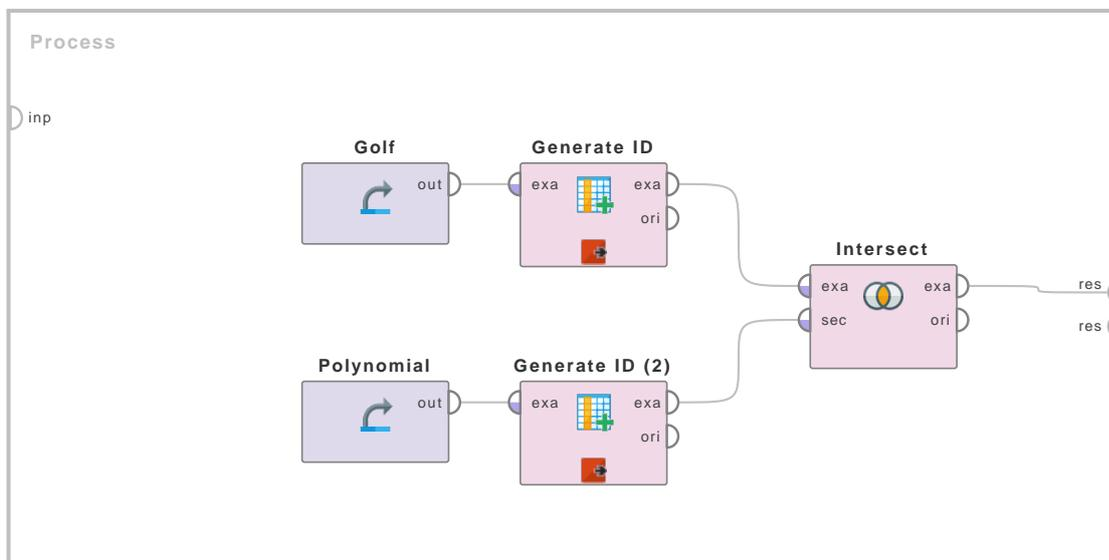 Process
inp
Golf
out
Generate ID
exa exa
ori
Intersect
exa exa
sec ori
res
res
Polynomial
out
Generate ID (2)
exa exa
ori